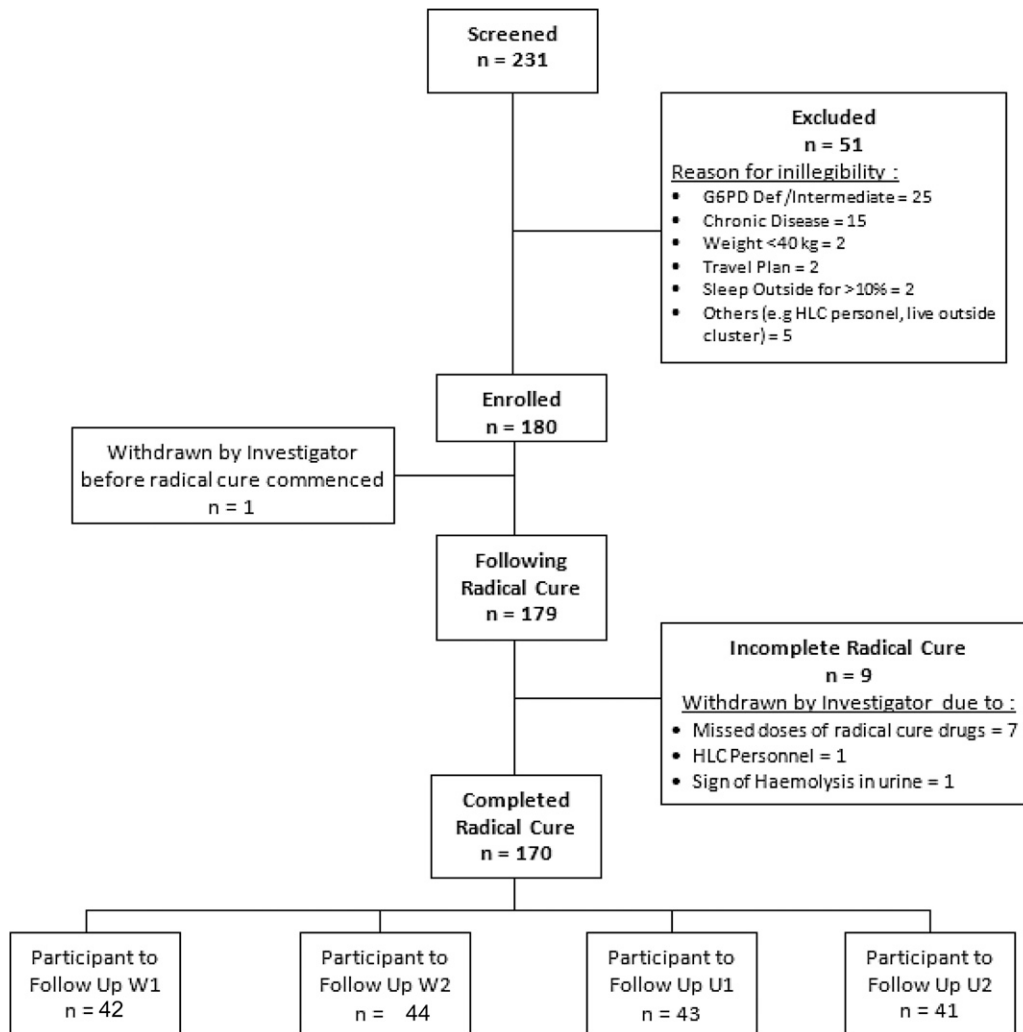 Screened
n = 231
Excluded
n = 51
Reason for inillegibility :
• G6PD Def /Intermediate = 25
• Chronic Disease = 15
• Weight <40 kg = 2
• Travel Plan = 2
• Sleep Outside for >10% = 2
• Others (e.g HLC personel, live outside
cluster) = 5
Enrolled
n = 180
Withdrawn by Investigator
before radical cure commenced
n = 1
Following
Radical Cure
n = 179
Incomplete Radical Cure
n = 9
Withdrawn by Investigator due to :
• Missed doses of radical cure drugs = 7
• HLC Personnel = 1
• Sign of Haemolysis in urine = 1
Completed
Radical Cure
n = 170
Participant to
Follow Up W1
n = 42
Participant to
Follow Up W2
n = 44
Participant to
Follow Up U1
n = 43
Participant to
Follow Up U2
n = 41